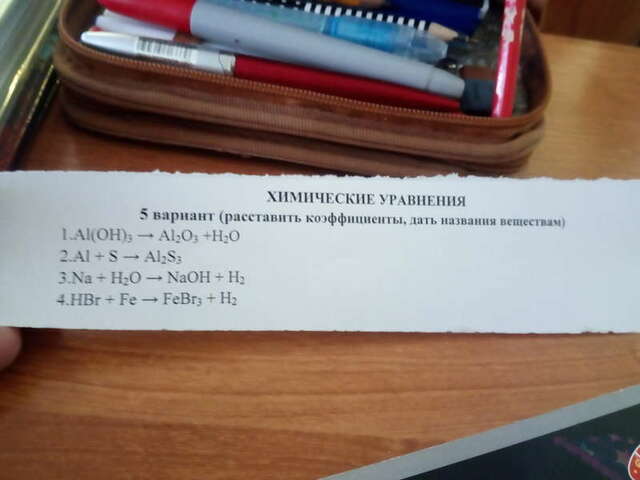 ХИМИЧЕСКИЕ УРАВНЕНИЯ
5 вариант (расставить коэффициенты, дать названия веществам)
1.Al(OH)₃ → Al₂O₃ +H₂O
2.Al + S → Al₂S₃
3.Na + H₂O → NaOH + H₂
4.HBr + Fe → FeBr₃ + H₂